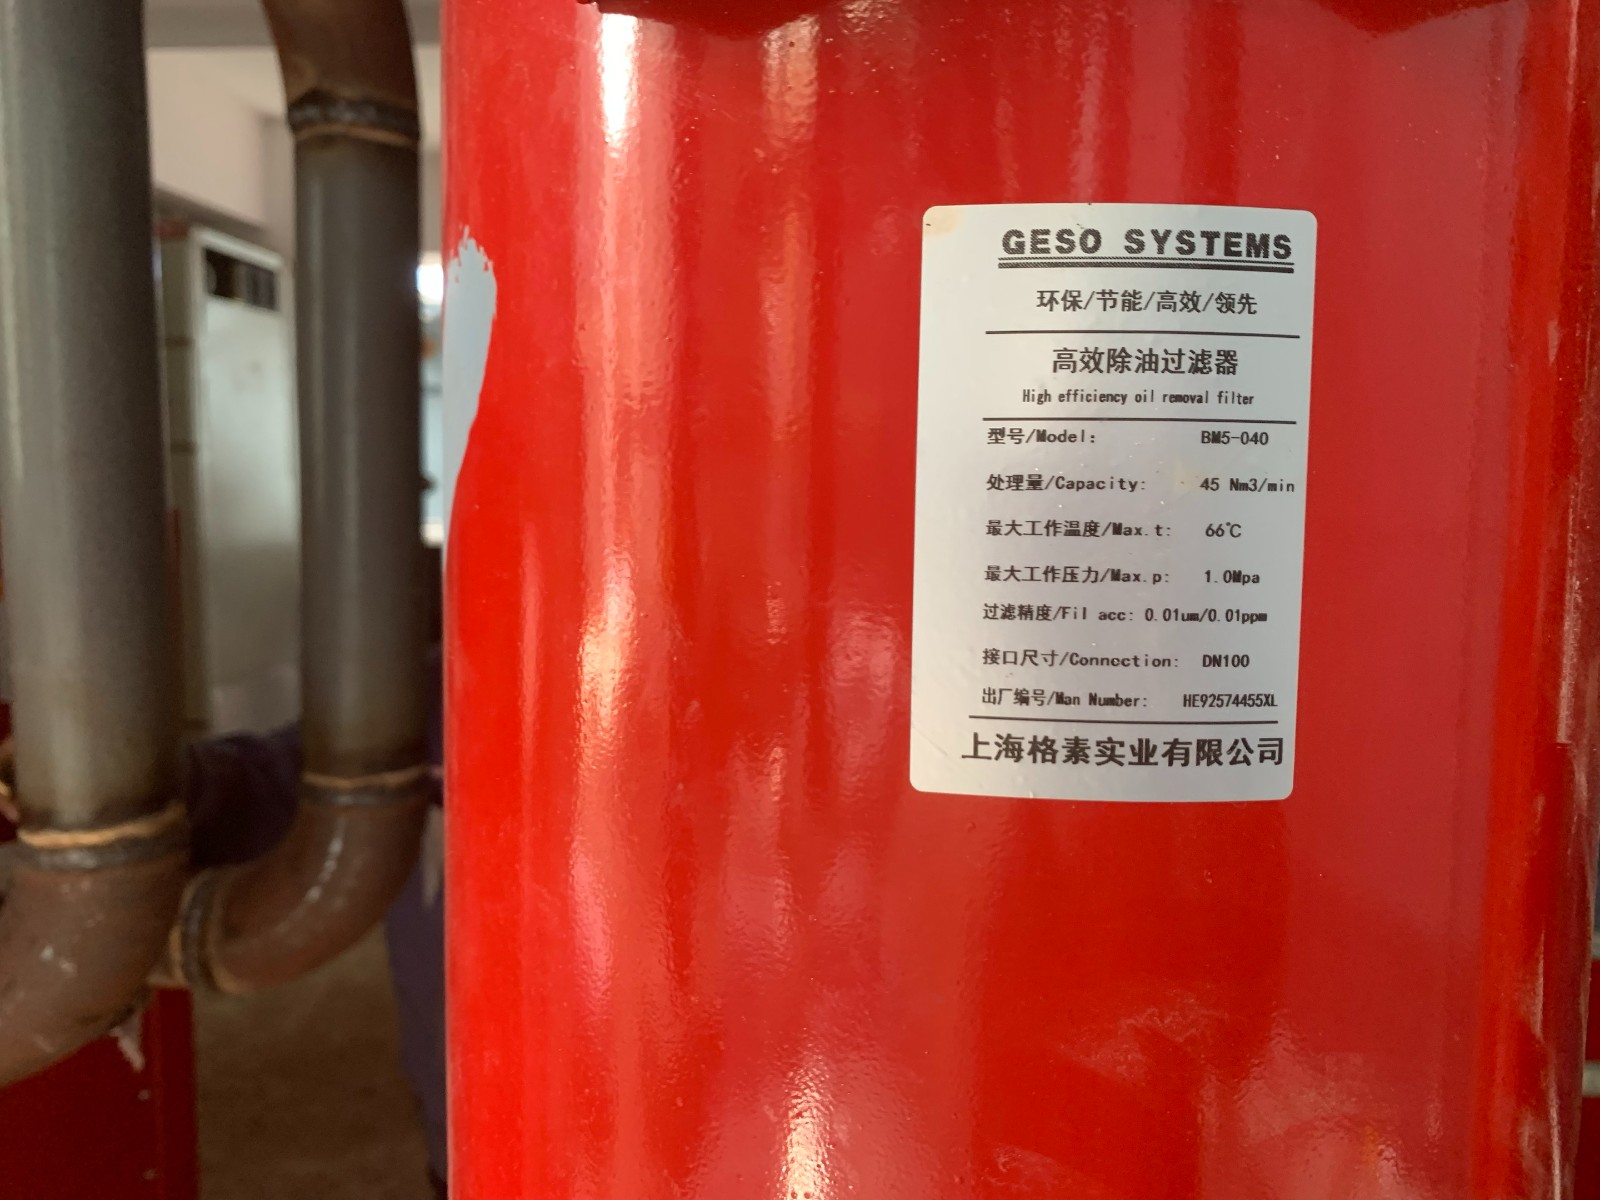 GESO SYSTEMS
环保/节能/高效/领先
高效除油过滤器
High efficiency oil removal filter
型号/Model: BM5-040
处理量/Capacity: 45 Nm3/min
最大工作温度/Max.t: 66℃
最大工作压力/Max.p: 1.0Mpa
过滤精度/Fil acc: 0.01um/0.01ppm
接口尺寸/Connection: DN100
出厂编号/Man Number: HE92574455XL
上海格素实业有限公司